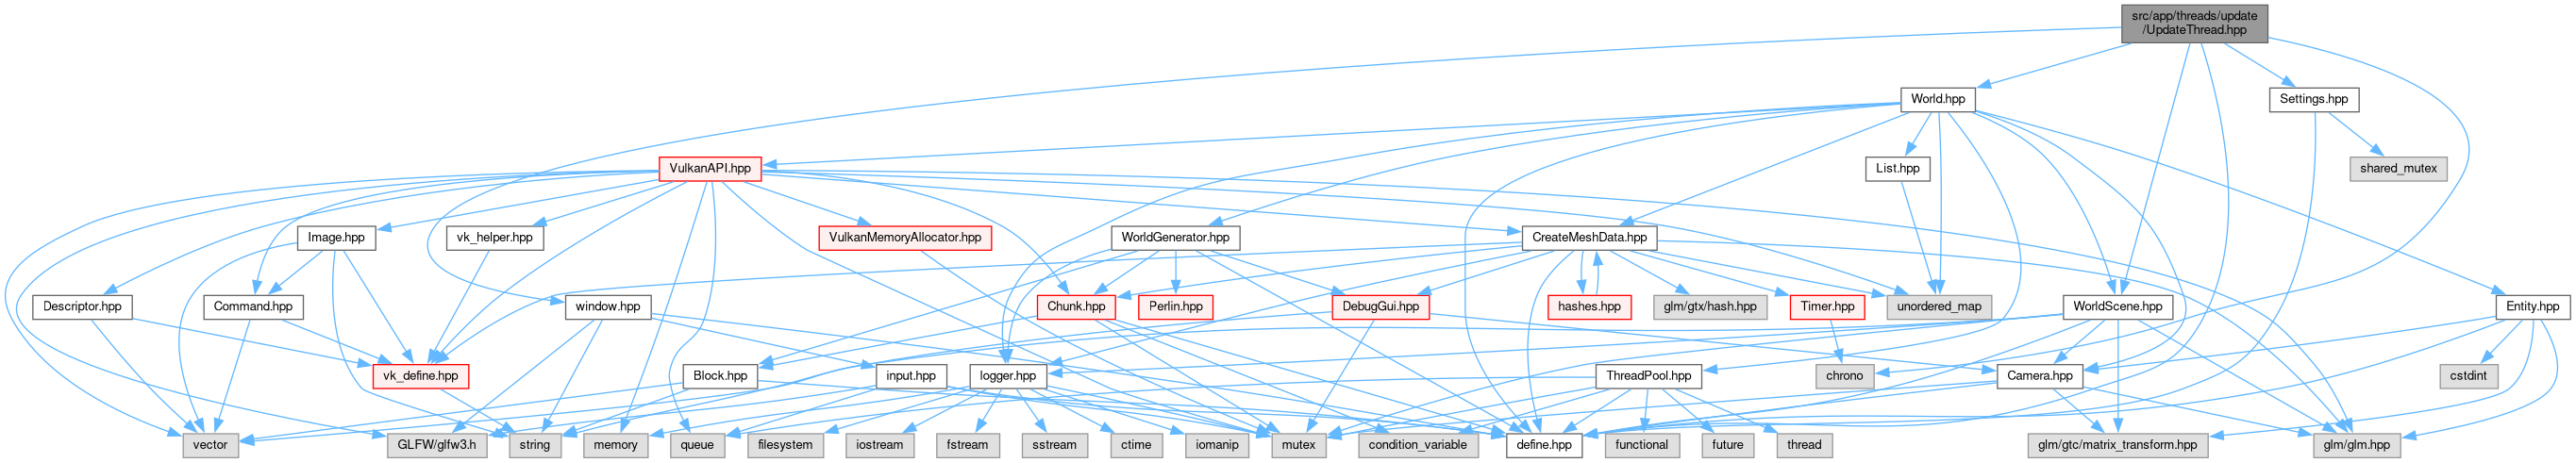 src/app/threads/update
/UpdateThread.hpp
World.hpp
Settings.hpp
VulkanAPI.hpp
List.hpp
shared_mutex
Image.hpp
vk_helper.hpp
VulkanMemoryAllocator.hpp
WorldGenerator.hpp
CreateMeshData.hpp
Descriptor.hpp
Command.hpp
window.hpp
Chunk.hpp
Perlin.hpp
DebugGui.hpp
hashes.hpp
glm/gtx/hash.hpp
Timer.hpp
unordered_map
WorldScene.hpp
Entity.hpp
vk_define.hpp
Block.hpp
input.hpp
logger.hpp
ThreadPool.hpp
chrono
Camera.hpp
cstdint
vector
GLFW/glfw3.h
string
memory
queue
filesystem
iostream
fstream
sstream
ctime
iomanip
mutex
condition_variable
define.hpp
functional
future
thread
glm/gtc/matrix_transform.hpp
glm/glm.hpp